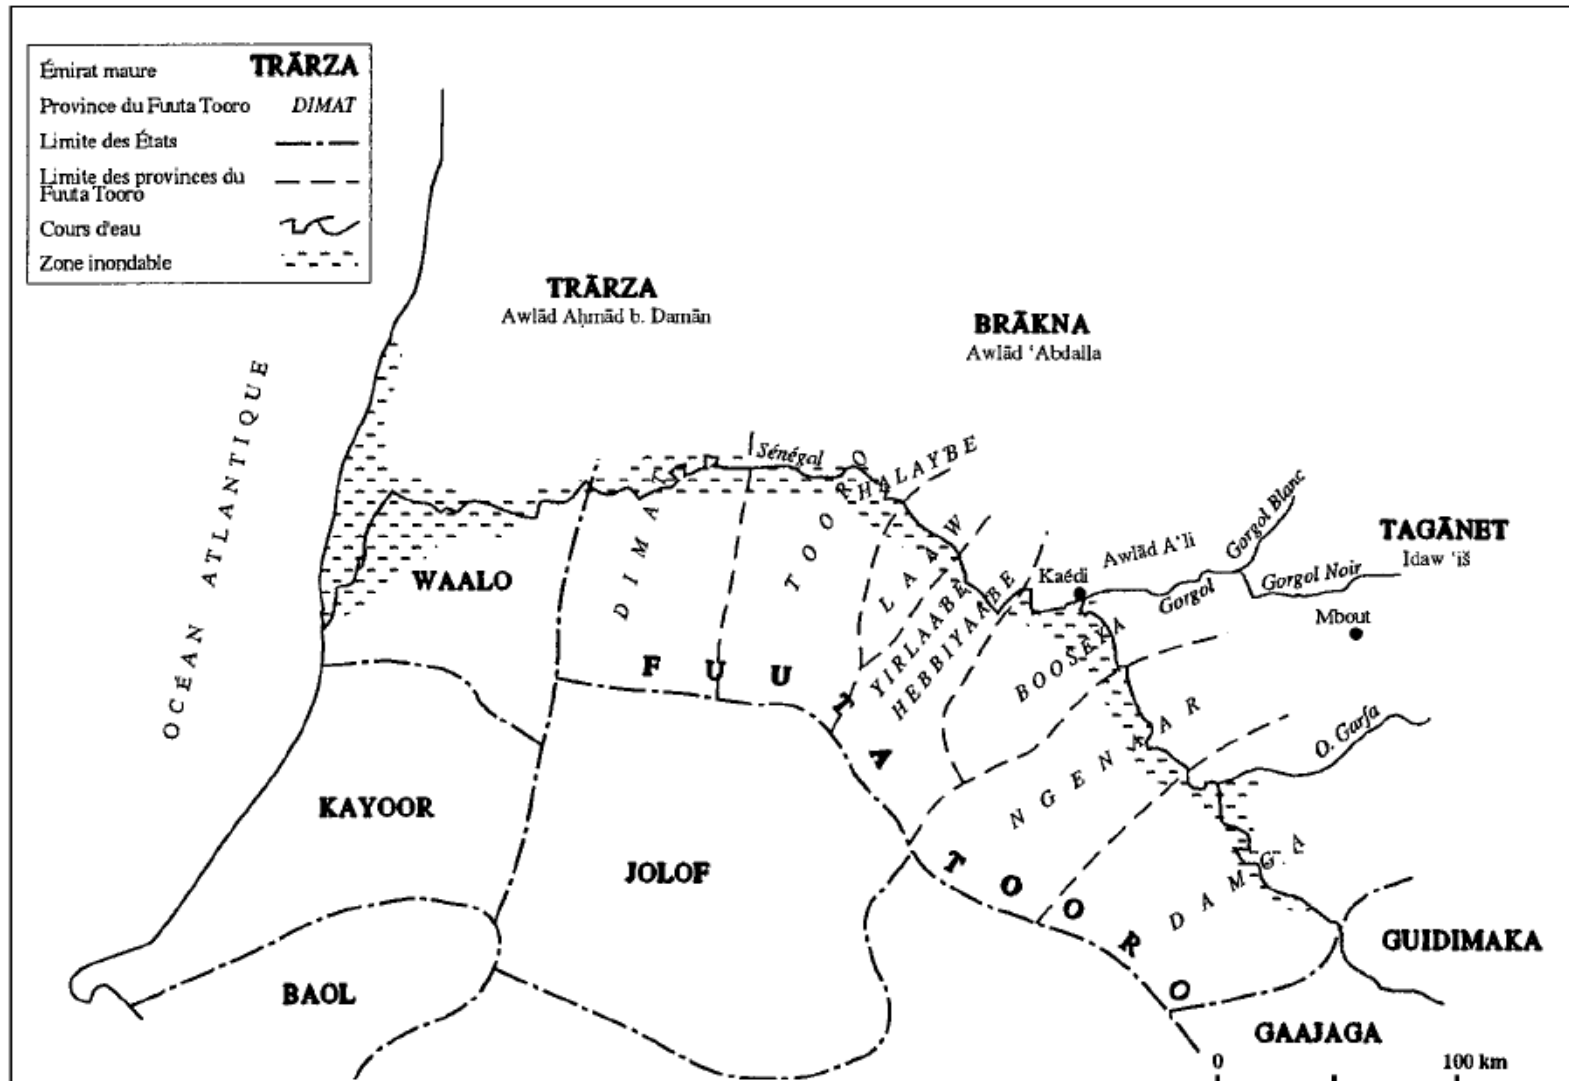 Émirat maure TRĀRZA
Province du Fuuta Tooro DIMAT
Limite des États
Limite des provinces du
Fuuta Tooro
Cours d'eau
Zone inondable
TRĀRZA
Awlād Aḥmād b. Damān
BRĀKNA
Awlād ‘Abdalla
OCÉAN ATLANTIQUE
Sénégal
HALAYBE
TOORO
DIMAT
LAAW
YIRLAABE
HEBBIYAABE
Kaédi
Awlād A‘li
Gorgol
Gorgol Blanc
Gorgol Noir
TAGĀNET
Idaw ‘iš
Mbout
WAALO
FUUTA TOORO
BOOSEKA
NGENAAR
O. Garfa
KAYOOR
JOLOF
DAMGA
GUIDIMAKA
BAOL
GAAJAGA
0 100 km